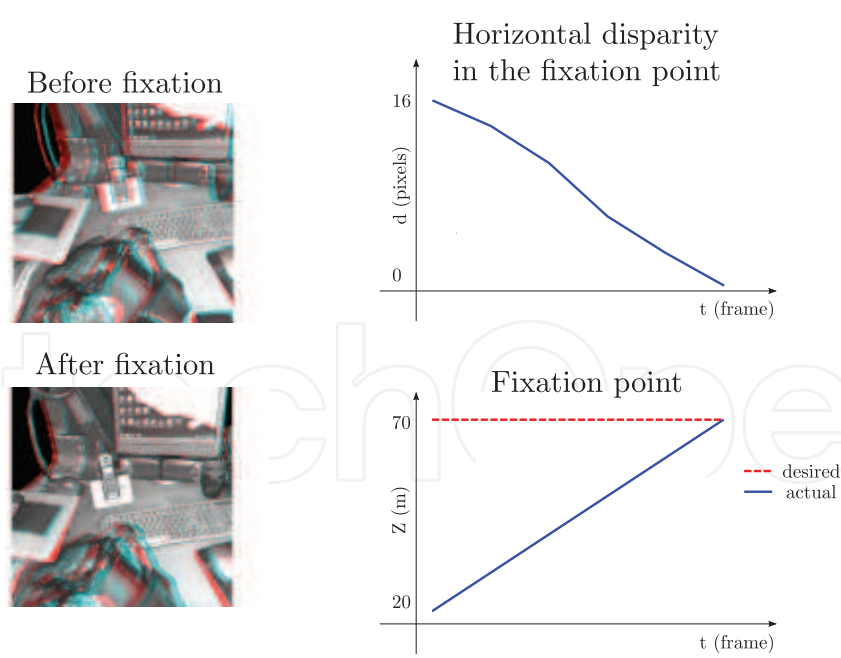 Before fixation
Horizontal disparity
in the fixation point
16
d (pixels)
0
t (frame)
After fixation
Fixation point
70
Z (m)
20
t (frame)
desired
actual